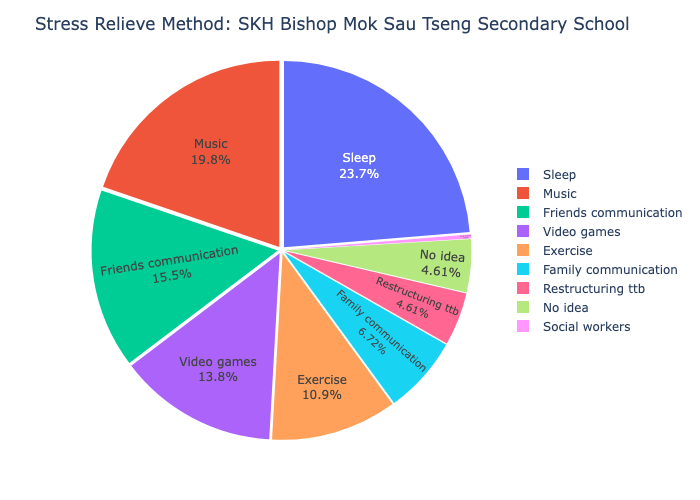 Stress Relieve Method: SKH Bishop Mok Sau Tseng Secondary School
Sleep
23.7%
Music
19.8%
Friends communication
15.5%
Video games
13.8%
Exercise
10.9%
Family communication
6.72%
Restructuring ttb
4.61%
No idea
4.61%
Sleep
Music
Friends communication
Video games
Exercise
Family communication
Restructuring ttb
No idea
Social workers